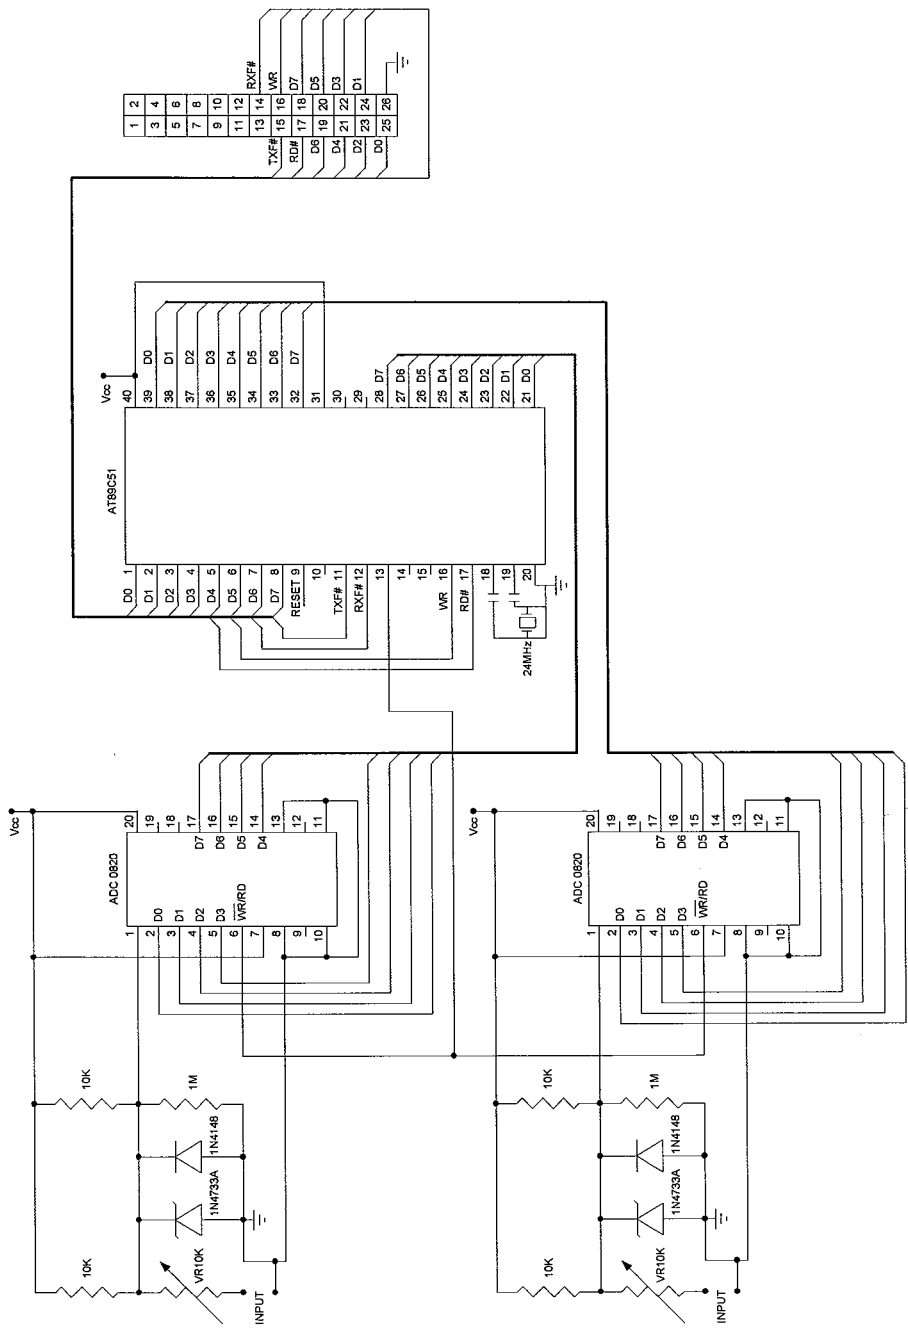 1 2
3 4
5 6
7 8
9 10
11 12
13 14 RXF#
TXF# 15 16 WR
RD# 17 18 D7
D6 19 20 D5
D4 21 22 D3
D2 23 24 D1
D0 25 26
Vcc
AT89C51
D0 1
D1 2
D2 3
D3 4
D4 5
D5 6
D6 7
D7 8
RESET 9
10
TXF# 11
RXF# 12
13
14
15
WR 16
RD# 17
18
19
20
24MHz
40
39 D0
38 D1
37 D2
36 D3
35 D4
34 D5
33 D6
32 D7
31
30
29
28 D7
27 D6
26 D5
25 D4
24 D3
23 D2
22 D1
21 D0
Vcc
ADC 0820
1
2 D0
3 D1
4 D2
5 D3
6 WR/RD
7
8
9
10
20
19
18
17 D7
16 D6
15 D5
14 D4
13
12
11
10K
10K
1M
1N4148
1N4733A
VR10K
INPUT
Vcc
ADC 0820
1
2 D0
3 D1
4 D2
5 D3
6 WR/RD
7
8
9
10
20
19
18
17 D7
16 D6
15 D5
14 D4
13
12
11
10K
10K
1M
1N4148
1N4733A
VR10K
INPUT